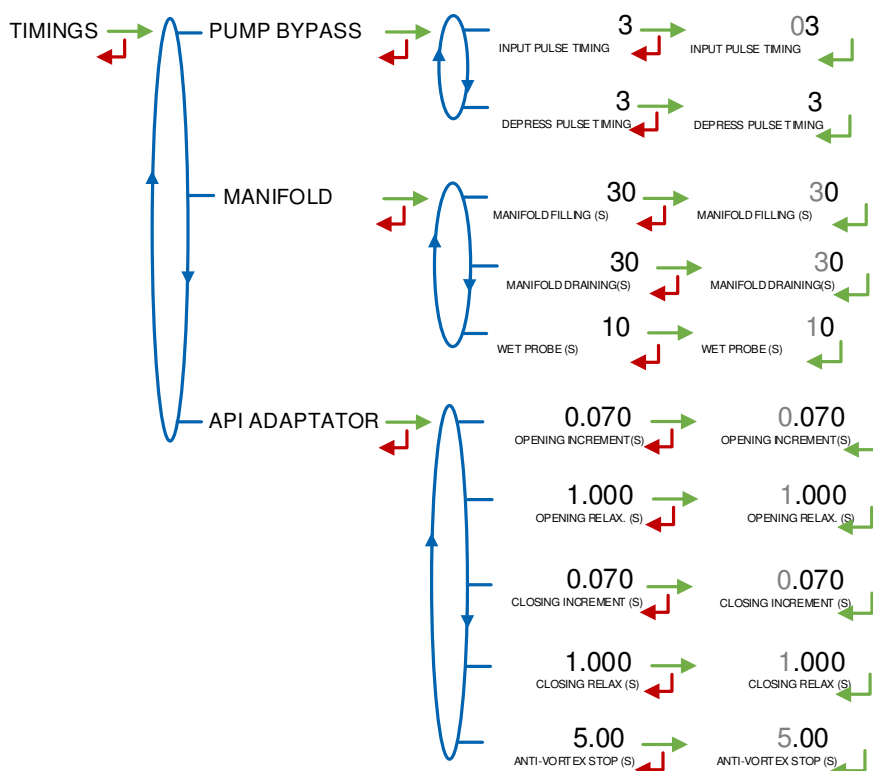 TIMINGS
PUMP BYPASS
3
INPUT PULSE TIMING
03
INPUT PULSE TIMING
3
DEPRESS PULSE TIMING
3
DEPRESS PULSE TIMING
MANIFOLD
30
MANIFOLD FILLING (S)
30
MANIFOLD FILLING (S)
30
MANIFOLD DRAINING(S)
30
MANIFOLD DRAINING(S)
10
WET PROBE (S)
10
WET PROBE (S)
API ADAPTATOR
0.070
OPENING INCREMENT(S)
0.070
OPENING INCREMENT(S)
1.000
OPENING RELAX. (S)
1.000
OPENING RELAX. (S)
0.070
CLOSING INCREMENT (S)
0.070
CLOSING INCREMENT (S)
1.000
CLOSING RELAX (S)
1.000
CLOSING RELAX (S)
5.00
ANTI-VORTEX STOP (S)
5.00
ANTI-VORTEX STOP (S)